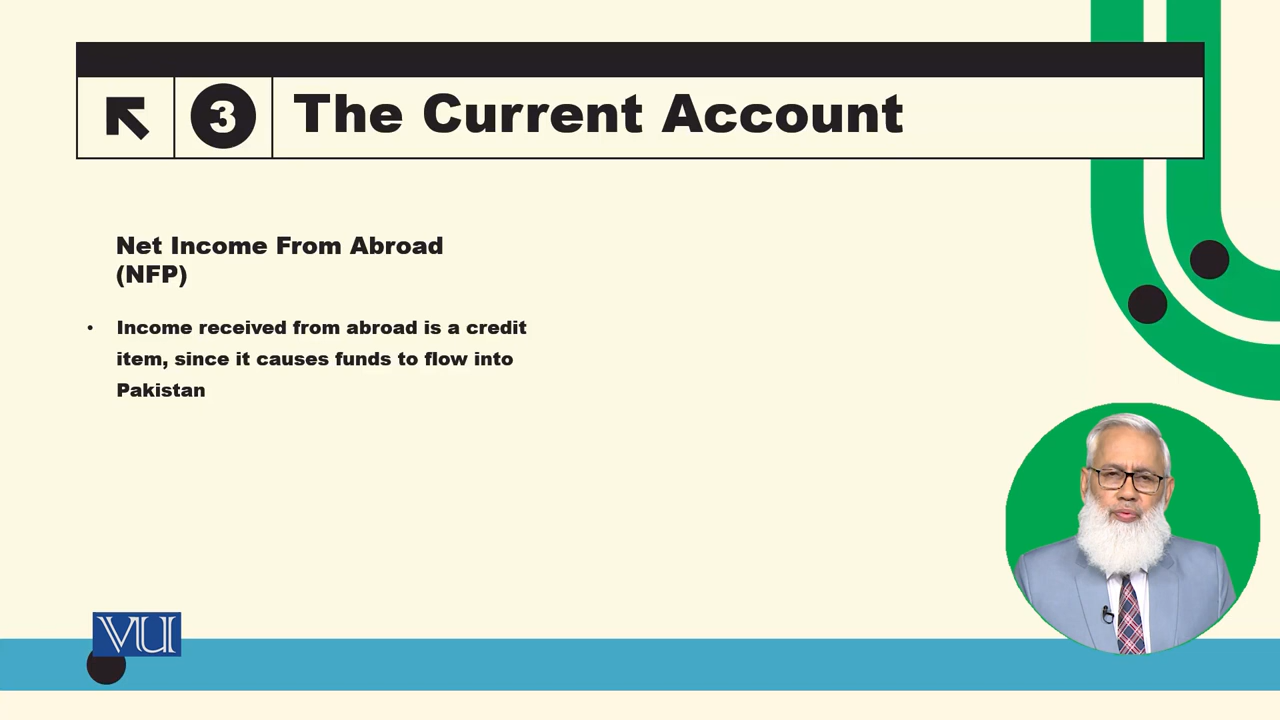 3 The Current Account
Net Income From Abroad
(NFP)
• Income received from abroad is a credit
item, since it causes funds to flow into
Pakistan
VU